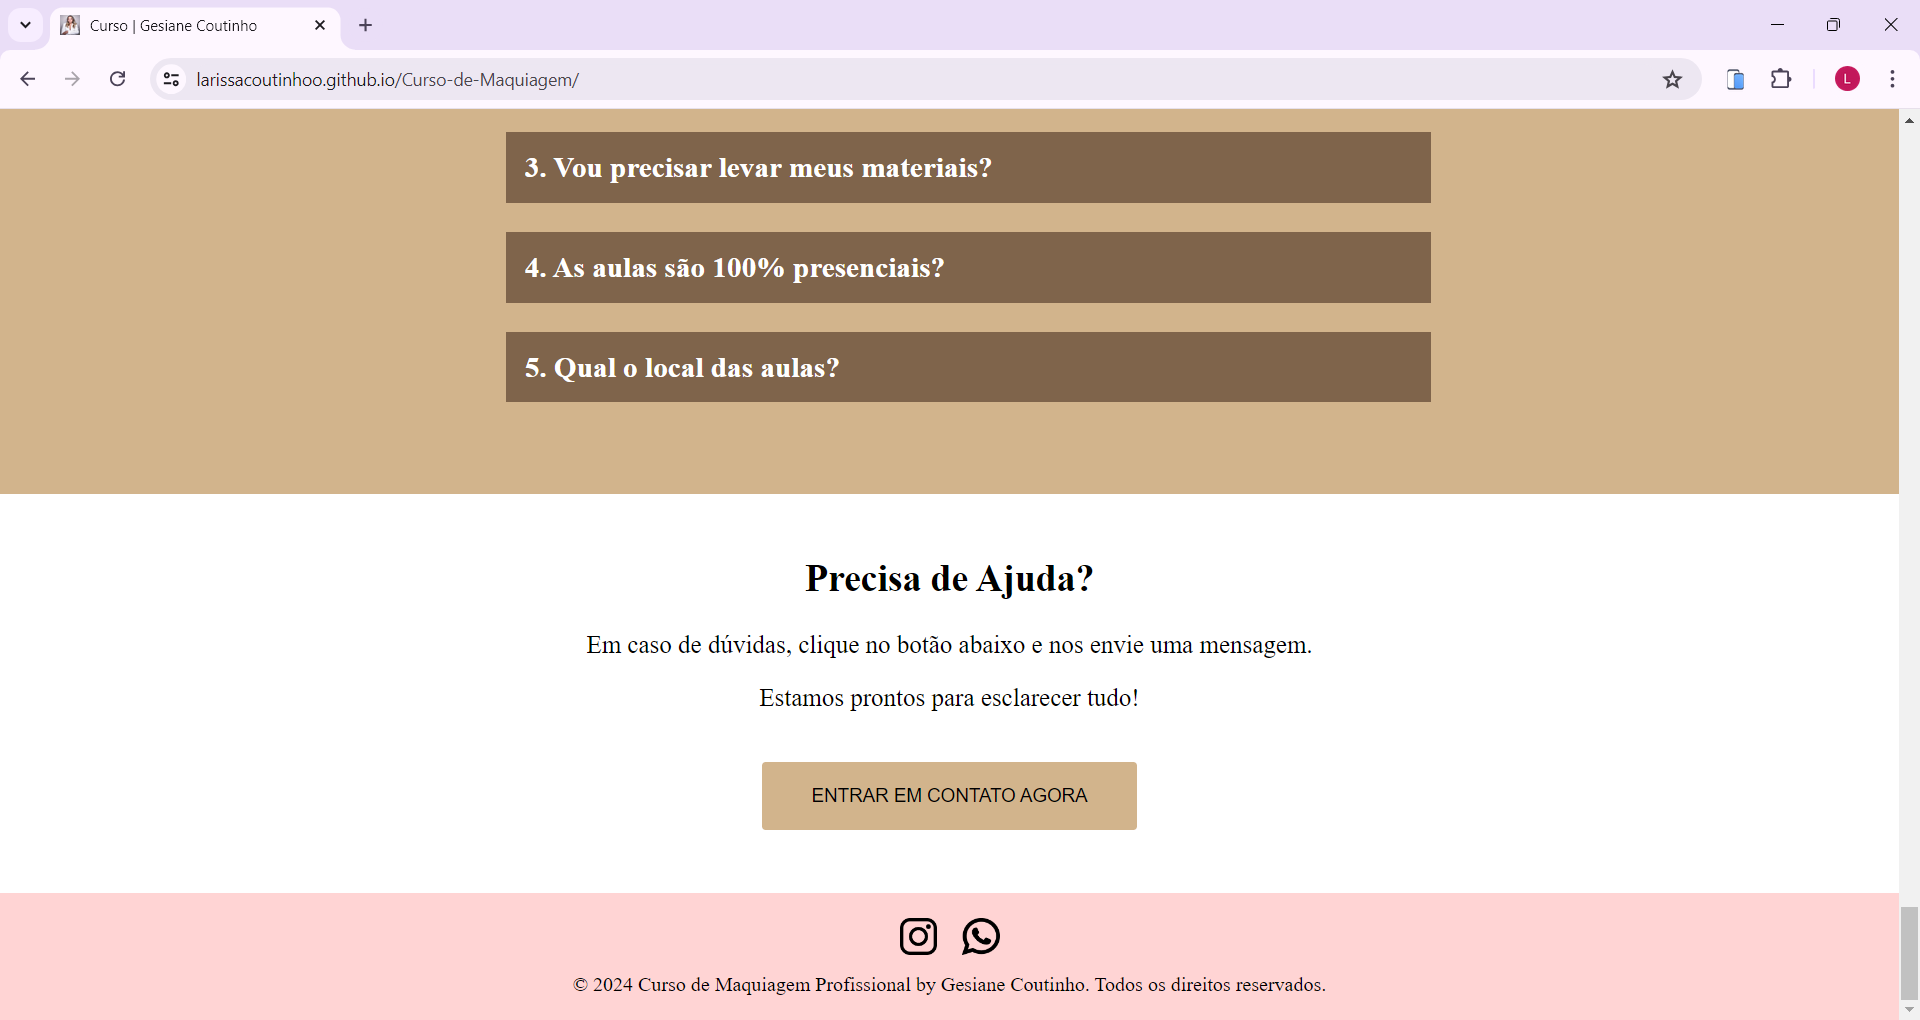 Curso | Gesiane Coutinho
larissacoutinhoo.github.io/Curso-de-Maquiagem/
L
3. Vou precisar levar meus materiais?
4. As aulas são 100% presenciais?
5. Qual o local das aulas?
Precisa de Ajuda?
Em caso de dúvidas, clique no botão abaixo e nos envie uma mensagem.
Estamos prontos para esclarecer tudo!
ENTRAR EM CONTATO AGORA
© 2024 Curso de Maquiagem Profissional by Gesiane Coutinho. Todos os direitos reservados.